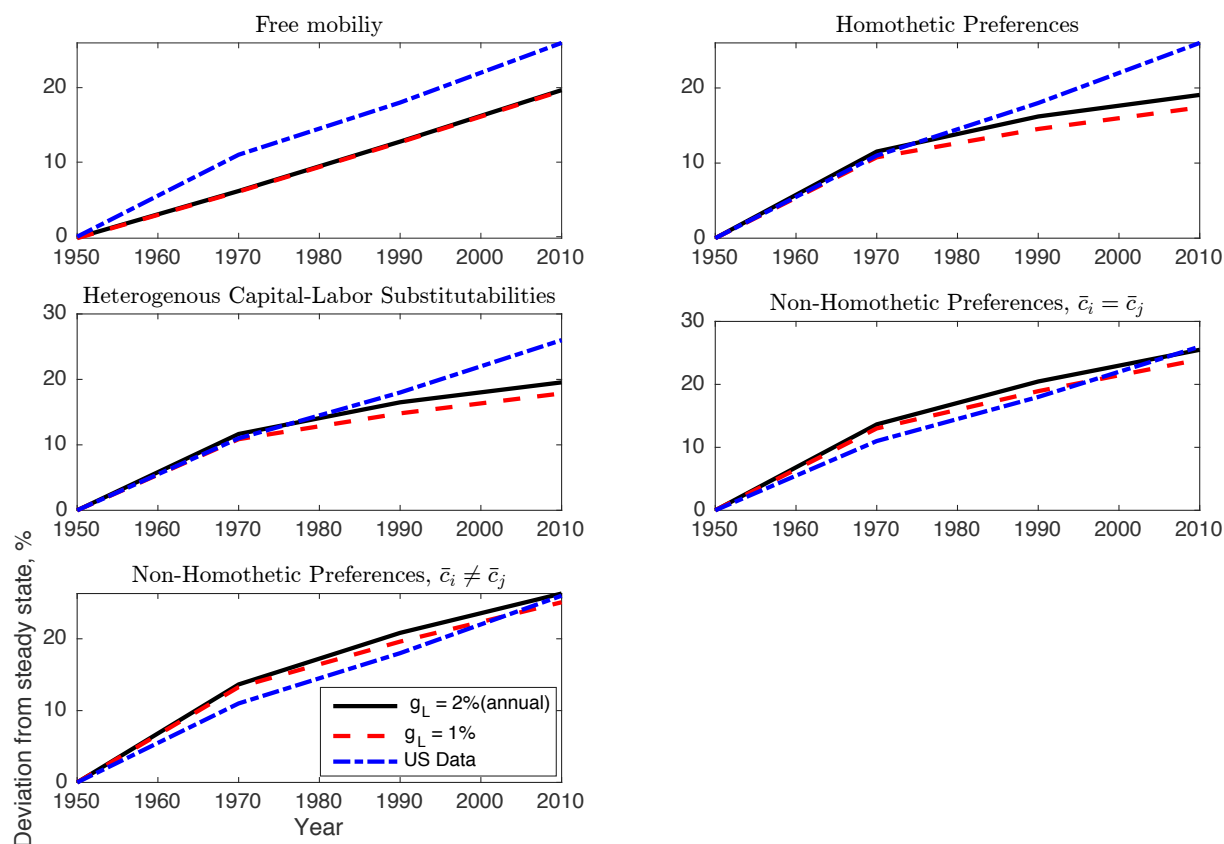 Free mobiliy
20
10
0
1950 1960 1970 1980 1990 2000 2010
Homothetic Preferences
20
10
0
1950 1960 1970 1980 1990 2000 2010
Heterogenous Capital-Labor Substitutabilities
30
20
10
0
1950 1960 1970 1980 1990 2000 2010
Non-Homothetic Preferences, c̄ᵢ = c̄ⱼ
30
20
10
0
1950 1960 1970 1980 1990 2000 2010
Non-Homothetic Preferences, c̄ᵢ ≠ c̄ⱼ
20
10
0
1950 1960 1970 1980 1990 2000 2010
Year
Deviation from steady state, %
g_L = 2%(annual)
g_L = 1%
US Data